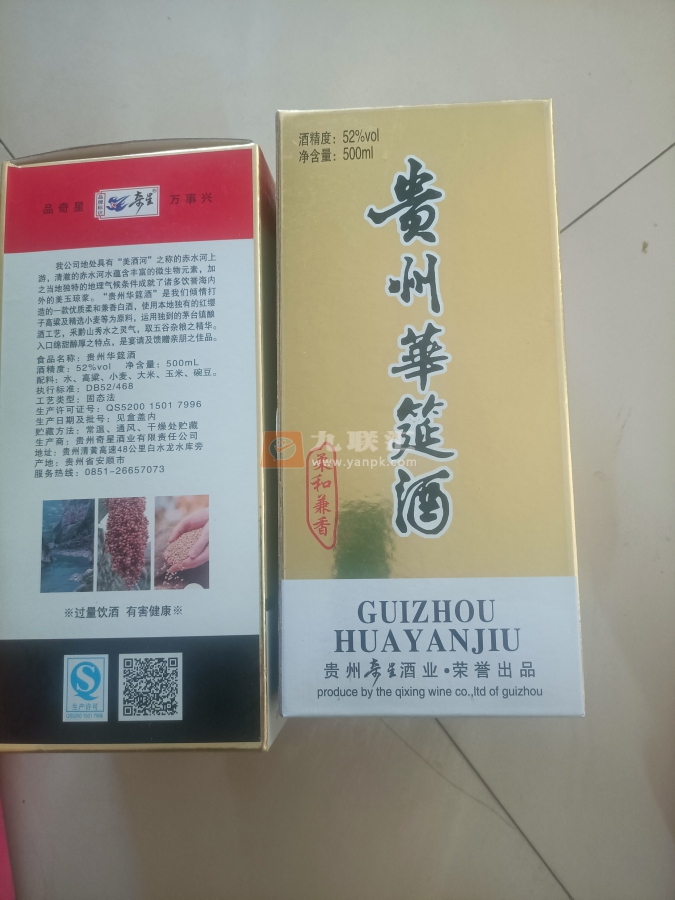 品奇星
品牌标识
奇星
万事兴
我公司地处具有“美酒河”之称的赤水河上
游，清澈的赤水河水蕴含丰富的微生物元素，加
之当地独特的地理气候条件成就了诸多饮誉海内
外的美玉琼浆。“贵州华筵酒”是我们倾情打
造的一款优质柔和兼香白酒，使用本地独有的红缨
子高粱及精选小麦等为原料，运用独到的茅台镇酿
酒工艺，采黔山秀水之灵气，取五谷杂粮之精华。
入口绵甜醇厚之特点，是宴请及馈赠亲朋之佳品。
食品名称：贵州华筵酒
酒精度：52%vol 净含量：500mL
配料：水、高粱、小麦、大米、玉米、豌豆。
执行标准：DB52/468
工艺类型：固态法
生产许可证号：QS5200 1501 7996
生产日期及批号：见盒盖内
贮藏方法：常温、通风、干燥处贮藏
生产商：贵州奇星酒业有限责任公司
地址：贵州清黄高速48公里白水龙水库旁
产地：贵州省安顺市
服务热线：0851-26657073
※过量饮酒 有害健康※
生产许可
酒精度：52%vol
净含量：500ml
貴州華筵酒
柔和兼香
GUIZHOU
HUAYANJIU
贵州奇星酒业·荣誉出品
produce by the qixing wine co.,ltd of guizhou
九联汇
www.yanpk.com